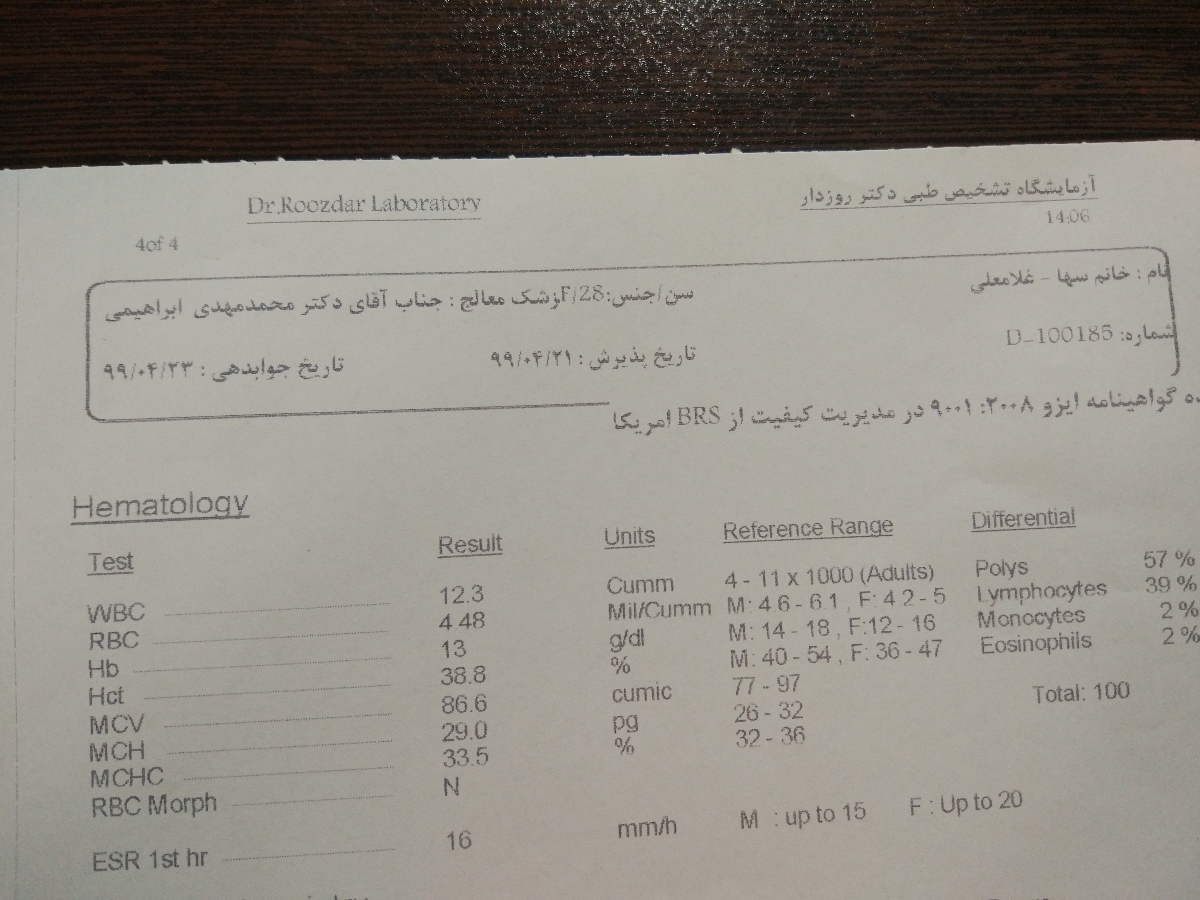 Dr.Roozdar Laboratory
آزمایشگاه تشخیص طبی دکتر روزدار
4of 4
14:06
نام : خانم سها - غلامعلی
سن/جنس:F/28 پزشک معالج : جناب آقای دکتر محمدمهدی ابراهیمی
شماره: D-100185
تاریخ پذیرش : ۹۹/۰۴/۲۱
تاریخ جوابدهی : ۹۹/۰۴/۲۳
گواهینامه ایزو ۲۰۰۸: ۹۰۰۱ در مدیریت کیفیت از BRS امریکا
Hematology
Test Result Units Reference Range Differential
WBC 12.3 Cumm 4 - 11 x 1000 (Adults) Polys 57 %
RBC 4.48 Mil/Cumm M: 4.6 - 6.1 , F: 4.2 - 5 Lymphocytes 39 %
Hb 13 g/dl M: 14 - 18 , F:12 - 16 Monocytes 2 %
Hct 38.8 % M: 40 - 54 , F: 36 - 47 Eosinophils 2 %
MCV 86.6 cumic 77 - 97 Total: 100
MCH 29.0 pg 26 - 32
MCHC 33.5 % 32 - 36
RBC Morph N
ESR 1st hr 16 mm/h M : up to 15 F : Up to 20